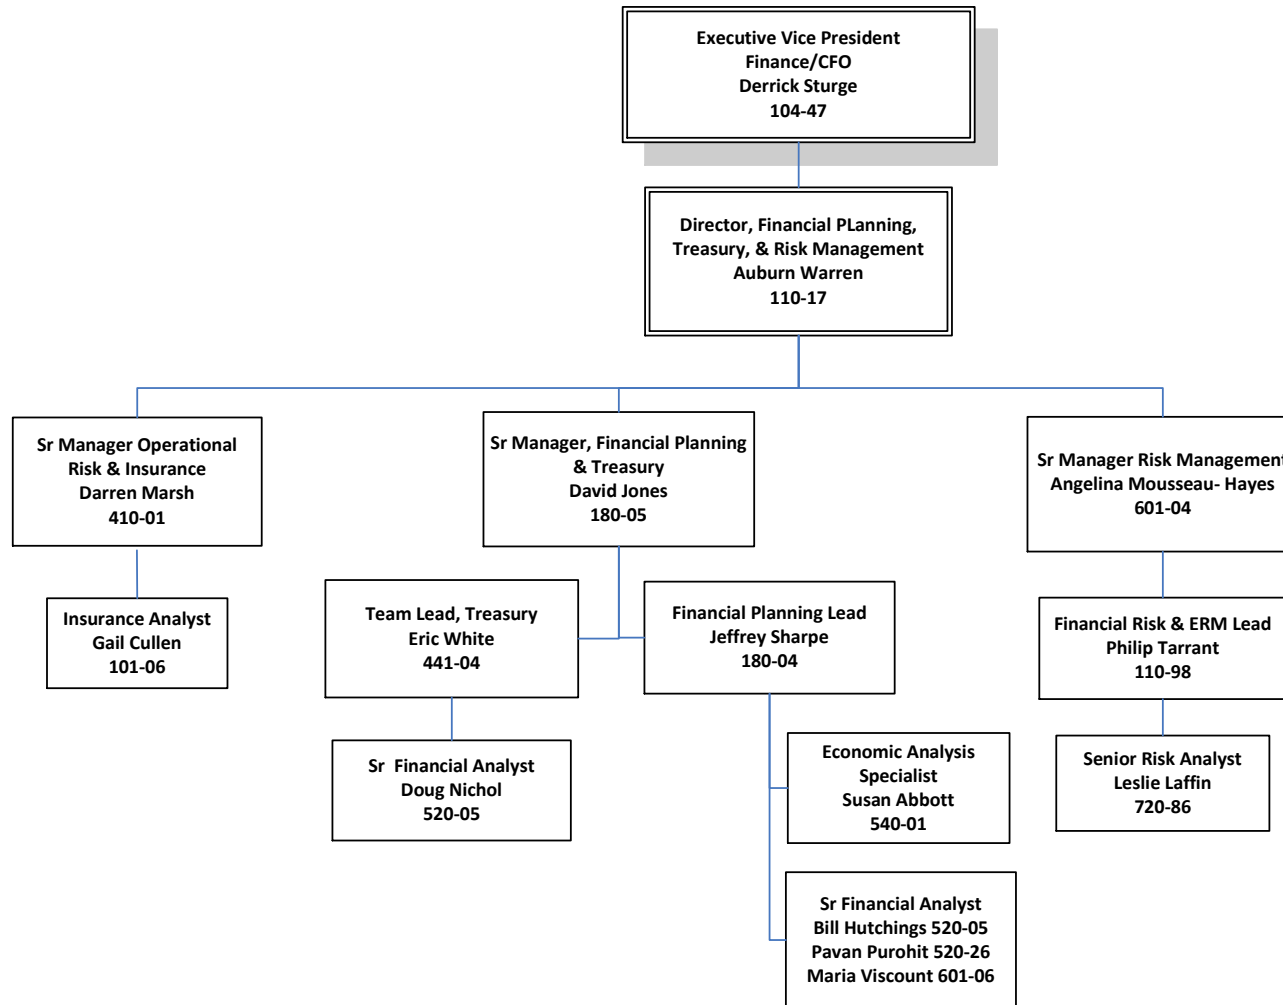 Executive Vice President
Finance/CFO
Derrick Sturge
104-47
Director, Financial PLanning,
Treasury, & Risk Management
Auburn Warren
110-17
Sr Manager Operational
Risk & Insurance
Darren Marsh
410-01
Sr Manager, Financial Planning
& Treasury
David Jones
180-05
Sr Manager Risk Management
Angelina Mousseau- Hayes
601-04
Insurance Analyst
Gail Cullen
101-06
Team Lead, Treasury
Eric White
441-04
Financial Planning Lead
Jeffrey Sharpe
180-04
Financial Risk & ERM Lead
Philip Tarrant
110-98
Sr  Financial Analyst
Doug Nichol
520-05
Economic Analysis
Specialist
Susan Abbott
540-01
Senior Risk Analyst
Leslie Laffin
720-86
Sr Financial Analyst
Bill Hutchings 520-05
Pavan Purohit 520-26
Maria Viscount 601-06